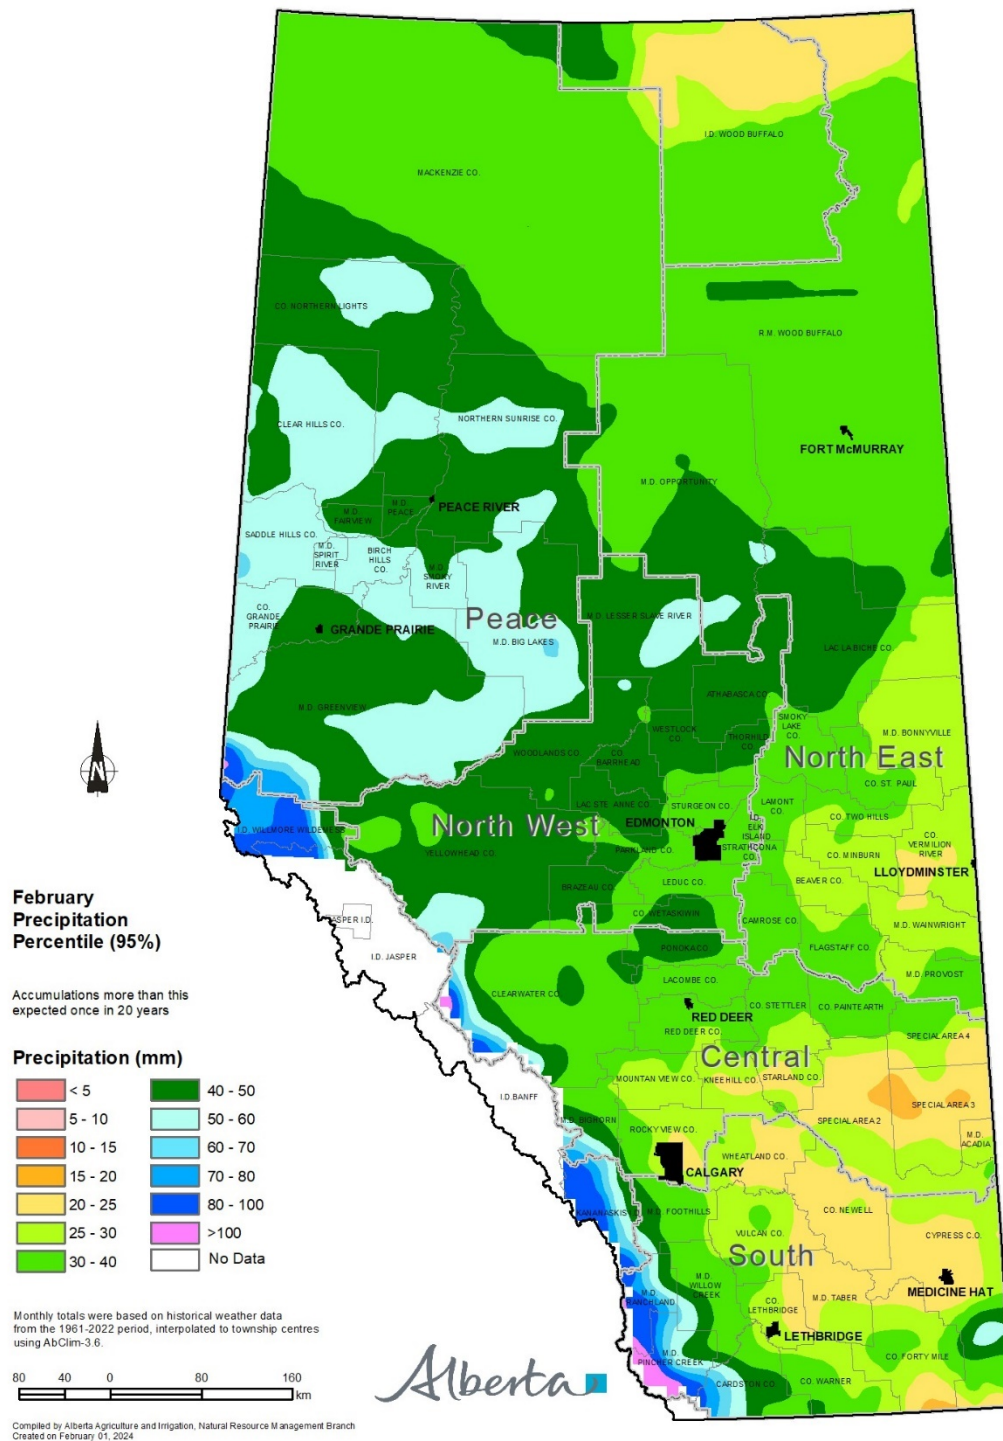 I.D. WOOD BUFFALO
MACKENZIE CO.
CO. NORTHERN LIGHTS
R.M. WOOD BUFFALO
CLEAR HILLS CO.
NORTHERN SUNRISE CO.
FORT McMURRAY
M.D. OPPORTUNITY
M.D.
PEACE
PEACE RIVER
M.D.
FAIRVIEW
SADDLE HILLS CO.
M.D.
SPIRIT
RIVER
BIRCH
HILLS
CO.
M.D.
SMOKY
RIVER
CO.
GRANDE
PRAIRIE
GRANDE PRAIRIE
Peace
M.D. BIG LAKES
M.D. LESSER SLAVE RIVER
LAC LA BICHE CO.
M.D. GREENVIEW
ATHABASCA CO.
WOODLANDS CO.
CO.
BARRHEAD
WESTLOCK
CO.
THORHILD
CO.
SMOKY
LAKE
CO.
M.D. BONNYVILLE
North East
CO. ST. PAUL
N
I.D. WILLMORE WILDERNESS
North West
YELLOWHEAD CO.
LAC STE. ANNE CO.
STURGEON CO.
EDMONTON
PARKLAND CO.
LAMONT
CO.
I.D.
ELK
ISLAND
STRATHCONA
CO.
CO. TWO HILLS
CO. MINBURN
CO.
VERMILION
RIVER
LLOYDMINSTER
BRAZEAU CO.
LEDUC CO.
BEAVER CO.
CO. WETASKIWIN
CAMROSE CO.
M.D. WAINWRIGHT
FLAGSTAFF CO.
M.D. PROVOST
JASPER I.D.
I.D. JASPER
PONOKA CO.
CLEARWATER CO.
LACOMBE CO.
RED DEER
RED DEER CO.
CO. STETTLER
CO. PAINTEARTH
SPECIAL AREA 4
Central
MOUNTAN VIEW CO.
KNEEHILL CO.
STARLAND CO.
I.D. BANFF
M.D. BIGHORN
SPECIAL AREA 2
SPECIAL AREA 3
M.D.
ACADIA
ROCKY VIEW CO.
CALGARY
WHEATLAND CO.
KANANASKIS I.D.
M.D. FOOTHILLS
CO. NEWELL
VULCAN CO.
CYPRESS C.O.
South
M.D.
WILLOW
CREEK
M.D.
RANCHLAND
CO.
LETHBRIDGE
M.D. TABER
MEDICINE HAT
LETHBRIDGE
M.D.
PINCHER CREEK
CO. FORTY MILE
CARDSTON CO.
CO. WARNER
February
Precipitation
Percentile (95%)
Accumulations more than this
expected once in 20 years
Precipitation (mm)
< 5
5 - 10
10 - 15
15 - 20
20 - 25
25 - 30
30 - 40
40 - 50
50 - 60
60 - 70
70 - 80
80 - 100
>100
No Data
Monthly totals were based on historical weather data
from the 1961-2022 period, interpolated to township centres
using AbClim-3.6.
80 40 0 80 160
km
Alberta
Compiled by Alberta Agriculture and Irrigation, Natural Resource Management Branch
Created on February 01, 2024